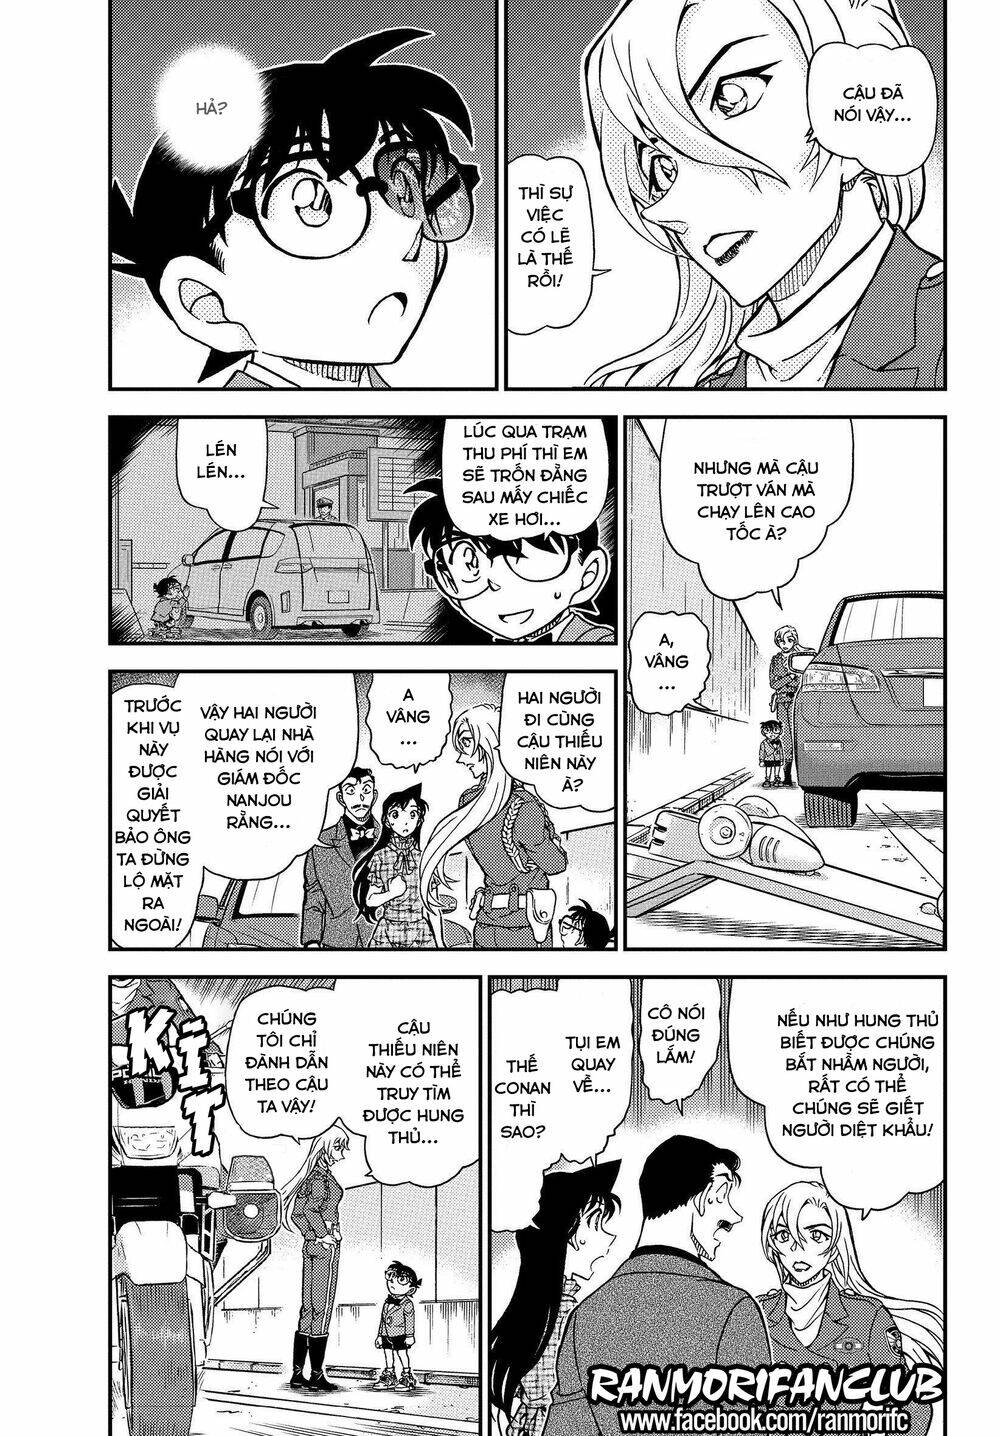 CẬU ĐÃ
NÓI VẬY...
THÌ SỰ
VIỆC
CÓ LẼ
LÀ THẾ
RỒI!
HẢ?
NHƯNG MÀ CẬU
TRƯỢT VÁN MÀ
CHẠY LÊN CAO
TỐC À?
A,
VÂNG
...
LÚC QUA TRẠM
THU PHÍ THÌ EM
SẼ TRỐN ĐẰNG
SAU MẤY CHIẾC
XE HƠI...
LÉN
LÉN...
HAI NGƯỜI
ĐI CÙNG
CẬU THIẾU
NIÊN NÀY
À?
A
VÂNG
...
VẬY HAI NGƯỜI
QUAY LẠI NHÀ
HÀNG NÓI VỚI
GIÁM ĐỐC
NANJOU
RẰNG...
TRƯỚC
KHI VỤ
NÀY
ĐƯỢC
GIẢI
QUYẾT
BẢO ÔNG
TA ĐỪNG
LỘ MẶT
RA
NGOÀI!
NẾU NHƯ HUNG THỦ
BIẾT ĐƯỢC CHÚNG
BẮT NHẦM NGƯỜI,
RẤT CÓ THỂ
CHÚNG SẼ GIẾT
NGƯỜI DIỆT KHẨU!
CÔ NÓI
ĐÚNG
LẮM!
TỤI EM
QUAY
VỀ...
THẾ
CONAN
THÌ
SAO?
CẬU
THIẾU NIÊN
NÀY CÓ THỂ
TRUY TÌM
ĐƯỢC HUNG
THỦ...
CHÚNG
TÔI CHỈ
ĐÀNH DẪN
THEO CẬU
TA VẬY!
KÍT
RANMORIFANCLUB
www.facebook.com/ranmorifc